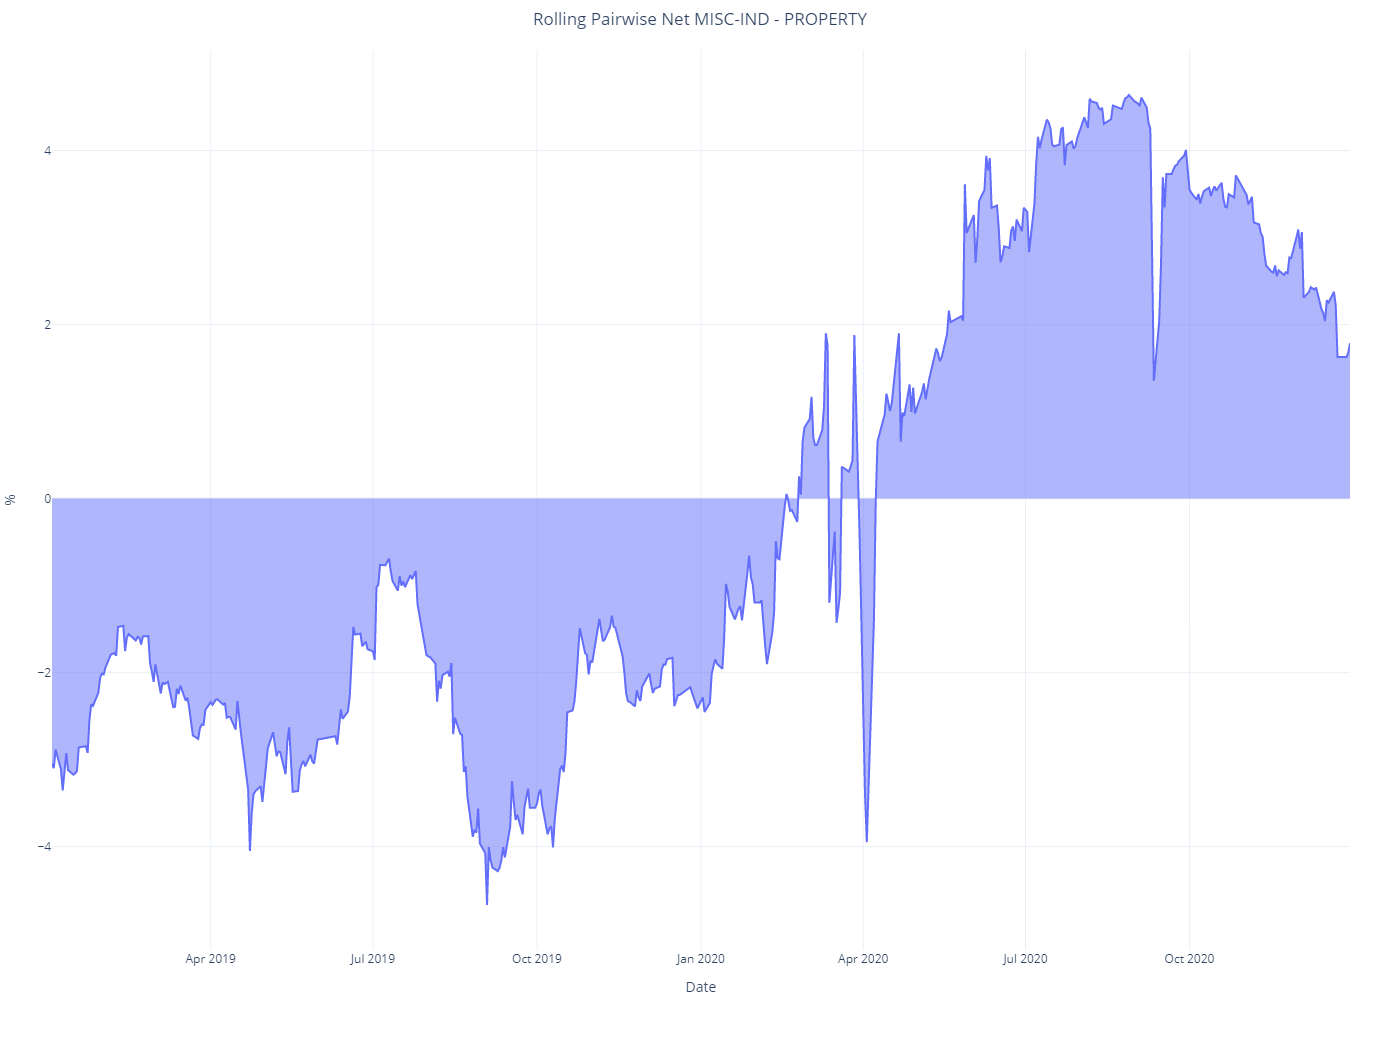 Rolling Pairwise Net MISC-IND - PROPERTY
4
2
0
−2
−4
%
Apr 2019
Jul 2019
Oct 2019
Jan 2020
Apr 2020
Jul 2020
Oct 2020
Date